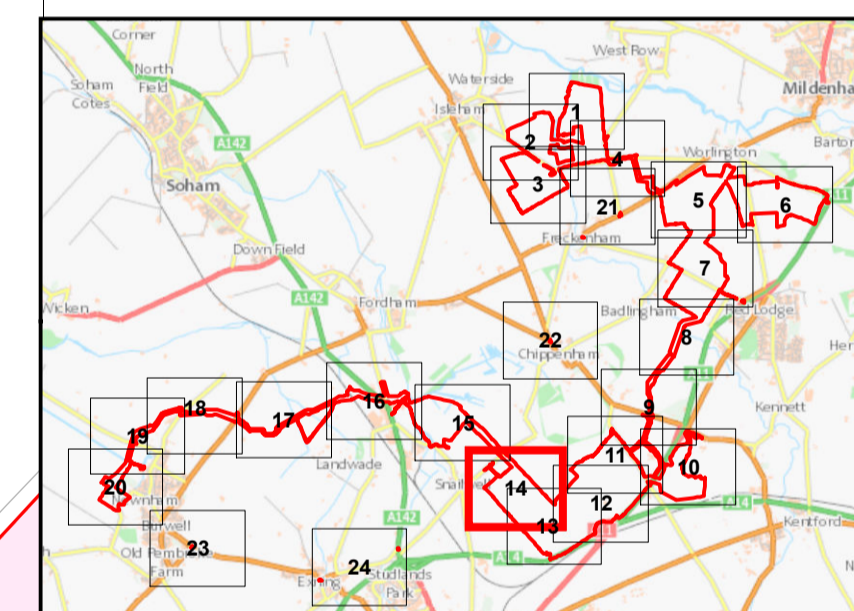 Corner
West Row
North
Field
Waterside
Soham
Cotes
Mildenha
Isleham
1
2
A142
Barton
Worlington
4
3
Soham
5
6
11
21
Freckenham
Down Field
7
A142
Fordham
Wicken
Badlingham
Red Lodge
22
8
Chippenham
Her
16
Kennett
9
18
17
15
19
11
Landwade
10
Snailwell
14
20
12
A14
Burwell
A142
13
Kentford
23
Old Pembroke
Farm
24
A14
Exning
Studlands
Park
N